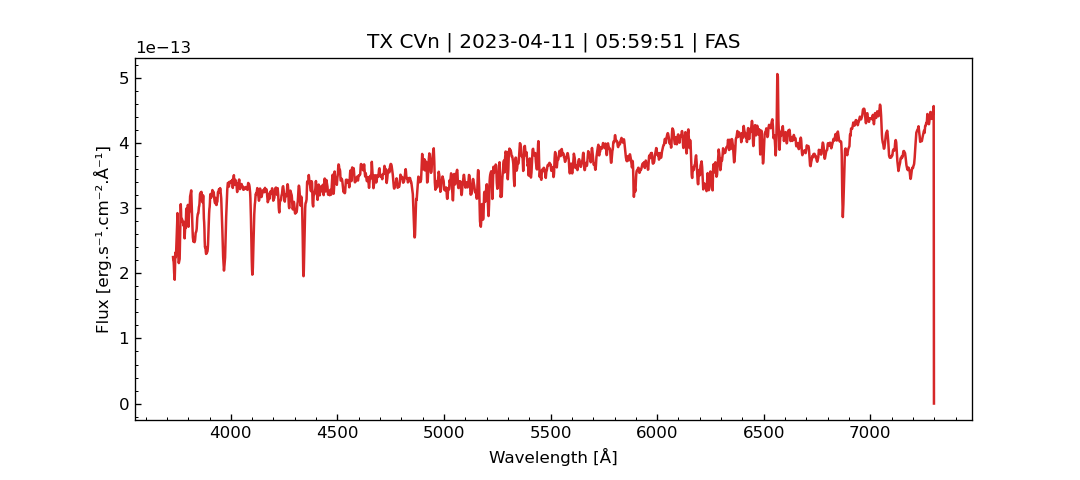 TX CVn | 2023-04-11 | 05:59:51 | FAS
1e−13
5
4
3
2
1
0
Flux [erg.s⁻¹.cm⁻².Å⁻¹]
4000 4500 5000 5500 6000 6500 7000
Wavelength [Å]